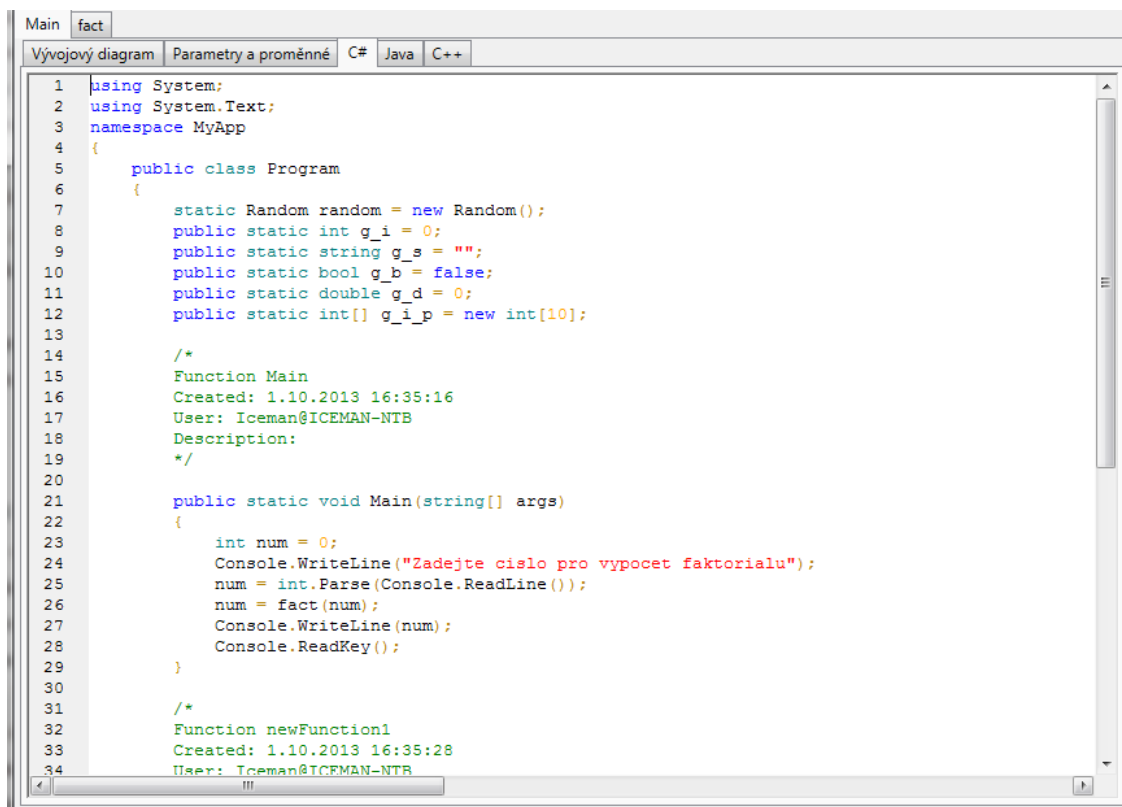 Main fact
Vývojový diagram Parametry a proměnné C# Java C++
1 using System;
2 using System.Text;
3 namespace MyApp
4 {
5     public class Program
6     {
7         static Random random = new Random();
8         public static int g_i = 0;
9         public static string g_s = "";
10         public static bool g_b = false;
11         public static double g_d = 0;
12         public static int[] g_i_p = new int[10];
13
14         /*
15         Function Main
16         Created: 1.10.2013 16:35:16
17         User: Iceman@ICEMAN-NTB
18         Description:
19         */
20
21         public static void Main(string[] args)
22         {
23             int num = 0;
24             Console.WriteLine("Zadejte cislo pro vypocet faktorialu");
25             num = int.Parse(Console.ReadLine());
26             num = fact(num);
27             Console.WriteLine(num);
28             Console.ReadKey();
29         }
30
31         /*
32         Function newFunction1
33         Created: 1.10.2013 16:35:28
34         User: Iceman@ICEMAN-NTB